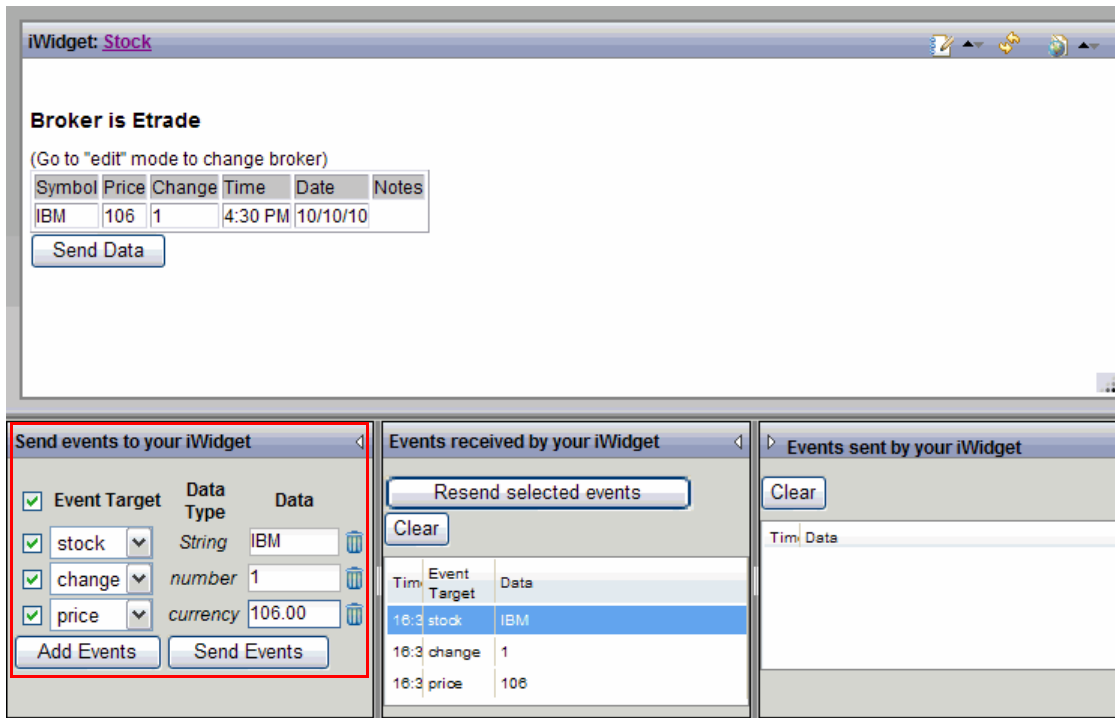 iWidget: Stock
Broker is Etrade
(Go to "edit" mode to change broker)
Symbol Price Change Time Date Notes
IBM 106 1 4:30 PM 10/10/10
Send Data
Send events to your iWidget
Event Target Data Type Data
stock String IBM
change number 1
price currency 106.00
Add Events Send Events
Events received by your iWidget
Resend selected events
Clear
Tim Event Target Data
16:3 stock IBM
16:3 change 1
16:3 price 106
Events sent by your iWidget
Clear
Tim Data